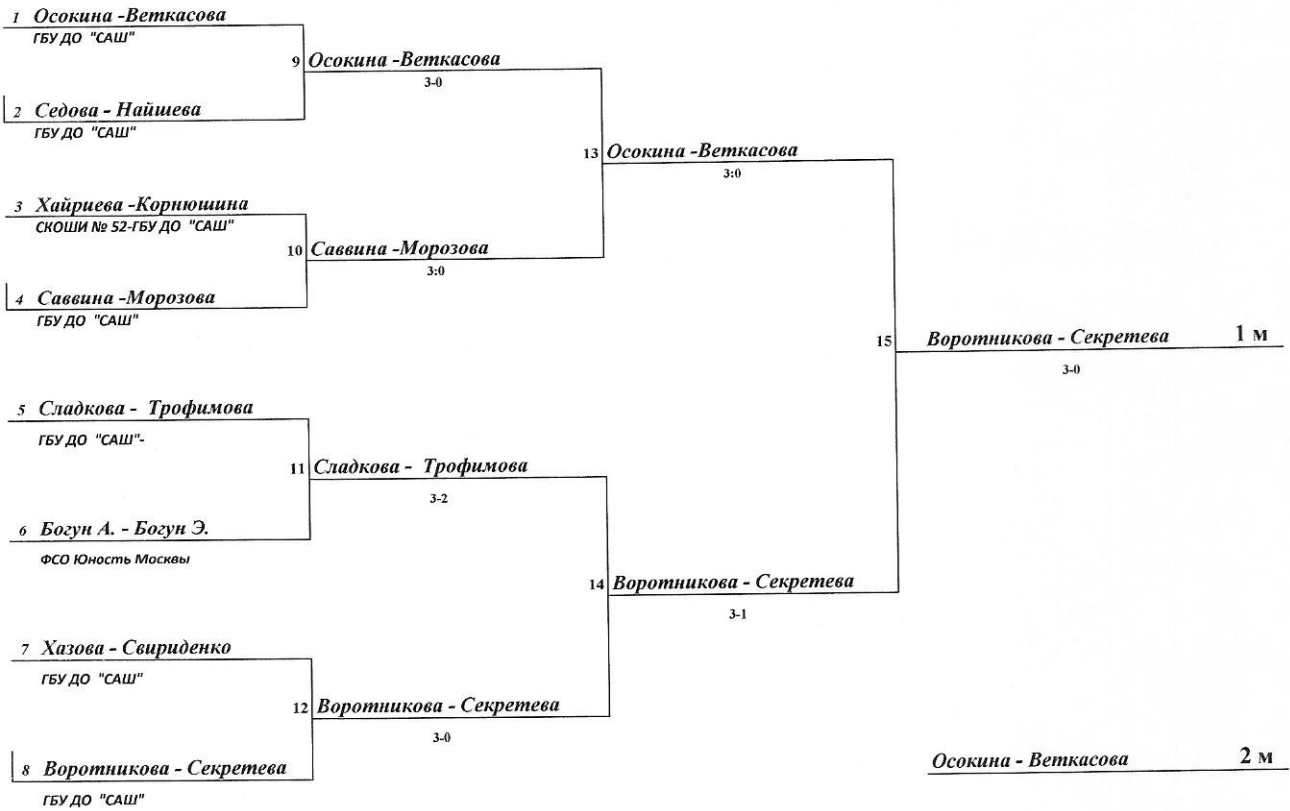 1 Осокина -Веткасова
ГБУ ДО "САШ"
9 Осокина -Веткасова
3-0
2 Седова - Найшева
ГБУ ДО "САШ"
13 Осокина -Веткасова
3:0
3 Хайриева -Корнюшина
СКОШИ № 52-ГБУ ДО "САШ"
10 Саввина -Морозова
3:0
4 Саввина -Морозова
ГБУ ДО "САШ"
15 Воротникова - Секретева 1 м
3-0
5 Сладкова - Трофимова
ГБУ ДО "САШ"-
11 Сладкова - Трофимова
3-2
6 Богун А. - Богун Э.
ФСО Юность Москвы
14 Воротникова - Секретева
3-1
7 Хазова - Свириденко
ГБУ ДО "САШ"
12 Воротникова - Секретева
3-0
8 Воротникова - Секретева
ГБУ ДО "САШ"
Осокина - Веткасова 2 м